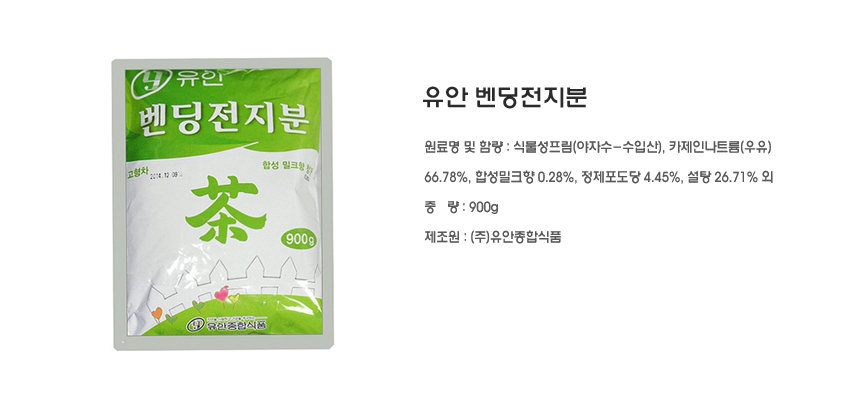 유안
벤딩전지분
고형차
2014.12.09
합성 밀크향
茶
900g
유안종합식품
유안 벤딩전지분
원료명 및 함량 : 식물성프림(야자수-수입산), 카제인나트륨(우유)
66.78%, 합성밀크향 0.28%, 정제포도당 4.45%, 설탕 26.71% 외
중 량 : 900g
제조원 : (주)유안종합식품